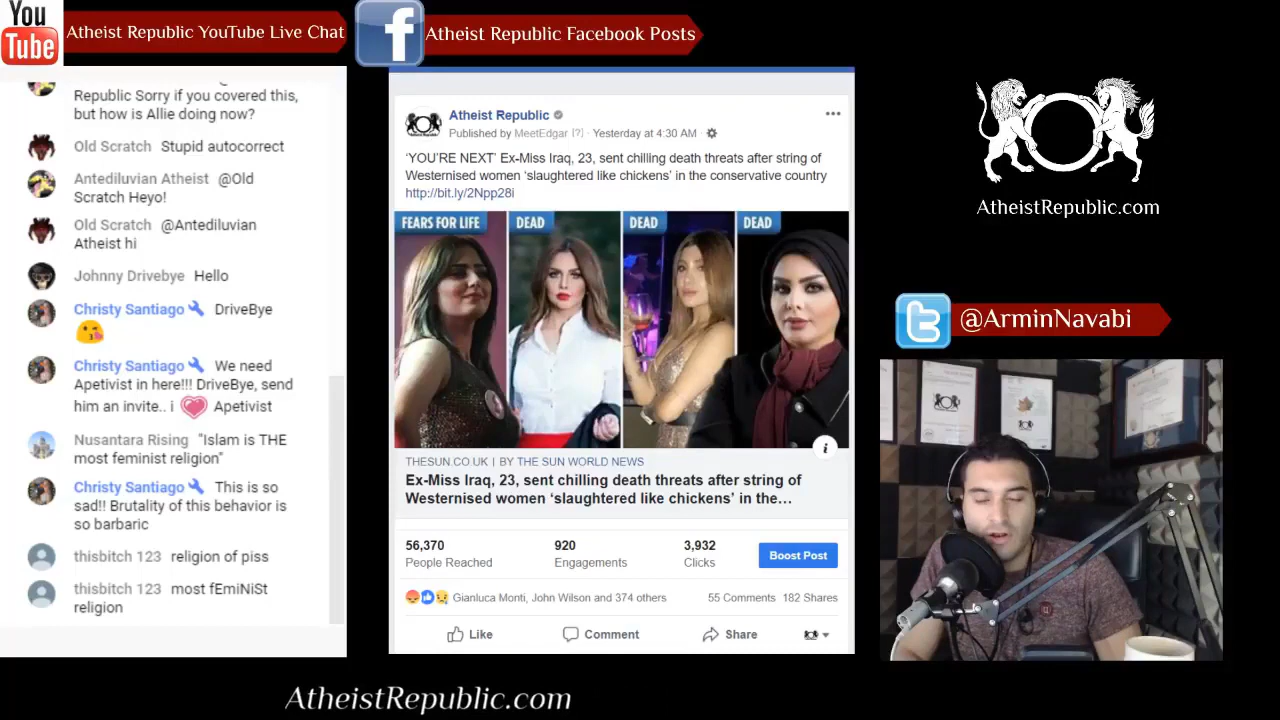 You
Tube
Atheist Republic YouTube Live Chat
f
Atheist Republic Facebook Posts
Republic Sorry if you covered this,
but how is Allie doing now?
Old Scratch Stupid autocorrect
Antediluvian Atheist @Old
Scratch Heyo!
Old Scratch @Antediluvian
Atheist hi
Johnny Drivebye Hello
Christy Santiago DriveBye
Christy Santiago We need
Apetivist in here!!! DriveBye, send
him an invite.. i Apetivist
Nusantara Rising "Islam is THE
most feminist religion"
Christy Santiago This is so
sad!! Brutality of this behavior is
so barbaric
thisbitch 123 religion of piss
thisbitch 123 most fEmiNiSt
religion
Atheist Republic
Published by MeetEdgar [?] · Yesterday at 4:30 AM ·
‘YOU'RE NEXT’ Ex-Miss Iraq, 23, sent chilling death threats after string of
Westernised women ‘slaughtered like chickens’ in the conservative country
http://bit.ly/2Npp28i
FEARS FOR LIFE
DEAD
DEAD
DEAD
i
THESUN.CO.UK | BY THE SUN WORLD NEWS
Ex-Miss Iraq, 23, sent chilling death threats after string of
Westernised women ‘slaughtered like chickens’ in the...
56,370 920 3,932
People Reached Engagements Clicks
Boost Post
Gianluca Monti, John Wilson and 374 others 55 Comments 182 Shares
Like Comment Share
AtheistRepublic.com
@ArminNavabi
AtheistRepublic.com